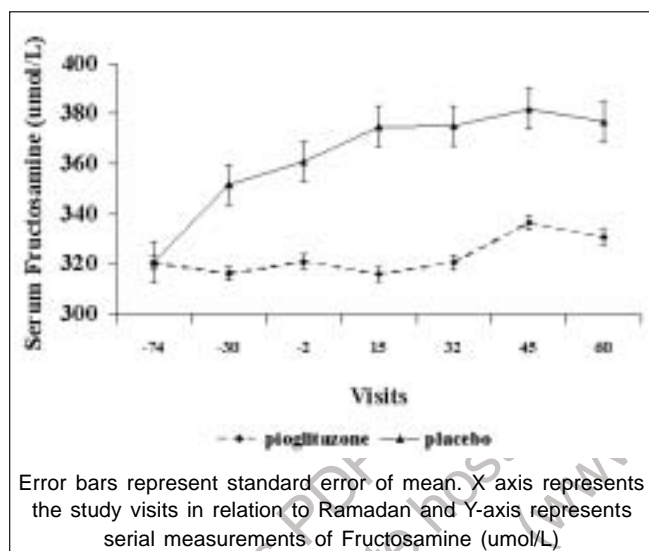 400
380
360
340
320
300
Serum Fructosamine (umol/L)
-74 -30 -2 15 32 45 60
Visits
pioglitazone placebo
Error bars represent standard error of mean. X axis represents
the study visits in relation to Ramadan and Y-axis represents
serial measurements of Fructosamine (umol/L)